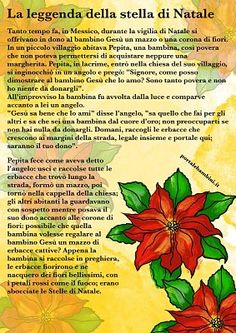 La leggenda della stella di Natale
Tanto tempo fa, in Messico, durante la vigilia di Natale si
offrivano in dono al bambino Gesù un mazzo o una corona di fiori.
In un piccolo villaggio abitava Pepita, una bambina, così povera
che non poteva permettersi di acquistare neppure una
margherita. Pepita, in lacrime, entrò nella chiesa del suo villaggio,
si inginocchiò in un angolo e pregò: "Signore, come posso
dimostrare al bambino Gesù che lo amo? Sono tanto povera e non
ho niente da donargli".
All'improvviso la bambina fu avvolta dalla luce e comparve
accanto a lei un angelo.
"Gesù sa bene che lo ami" disse l'angelo, "sa quello che fai per gli
altri e sa che sei una bambina dal cuore d'oro; non preoccuparti se
non hai nulla da donargli. Domani, raccogli le erbacce che
crescono ai margini della strada, legale insieme e portale qui;
saranno il tuo dono".
Pepita fece come aveva detto
l'angelo: uscì e raccolse tutte le
erbacce che trovò lungo la
strada, formò un mazzo, poi
tornò nella cappella della chiesa;
gli altri abitanti la guardavano
con sospetto mentre posava il
suo dono accanto alle corone di
fiori: possibile che quella
bambina volesse regalare al
bambino Gesù un mazzo di
erbacce cattive? Appena la
bambina si raccolse in preghiera,
le erbacce fiorirono e ne
nacquero dei fiori bellissimi, con
i petali rossi come il fuoco; erano
sbocciate le Stelle di Natale.